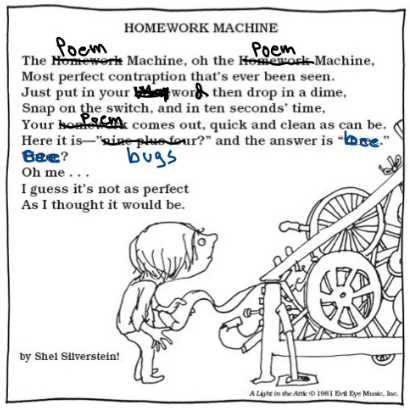 HOMEWORK MACHINE
Poem Poem
The Homework Machine, oh the Homework Machine,
Most perfect contraption that's ever been seen.
Just put in your word then drop in a dime,
Snap on the switch, and in ten seconds' time,
Poem
Your homework comes out, quick and clean as can be.
Here it is—"nine plus four?" and the answer is "bee."
Bee? bugs
Oh me . . .
I guess it's not as perfect
As I thought it would be.
by Shel Silverstein!
A Light in the Attic © 1981 Evil Eye Music, Inc.